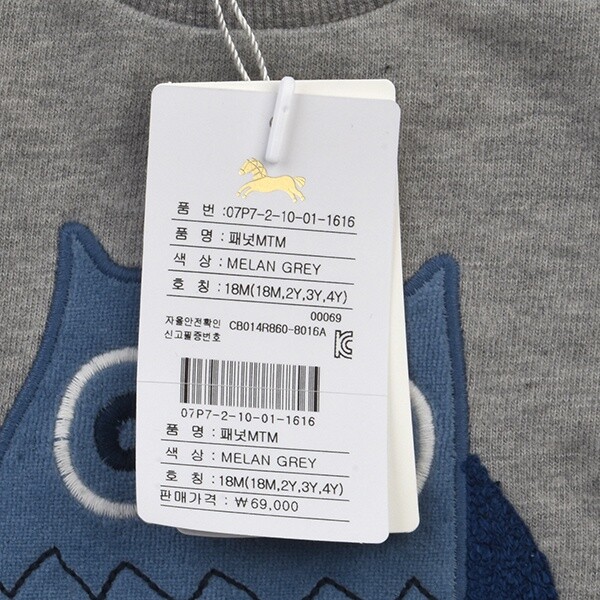 품 번 :07P7-2-10-01-1616
품 명 : 패넛MTM
색 상 : MELAN GREY
호 칭 : 18M(18M,2Y,3Y,4Y)
00069
자율안전확인 CB014R860-8016A
신고필증번호
07P7-2-10-01-1616
품 명 : 패넛MTM
색 상 : MELAN GREY
호 칭 : 18M(18M,2Y,3Y,4Y)
판매가격 : ₩69,000